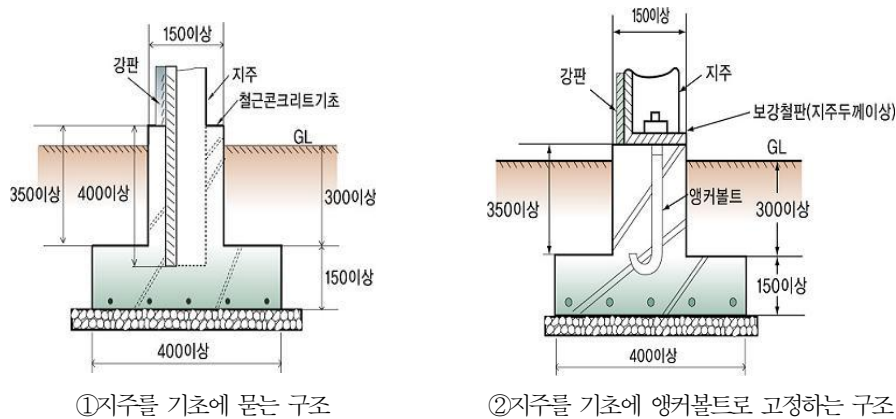 150이상
강판
지주
철근콘크리트기초
GL
350이상
400이상
300이상
150이상
400이상
①지주를 기초에 묻는 구조
150이상
강판
지주
보강철판(지주두께이상)
GL
앵커볼트
350이상
300이상
150이상
400이상
②지주를 기초에 앵커볼트로 고정하는 구조